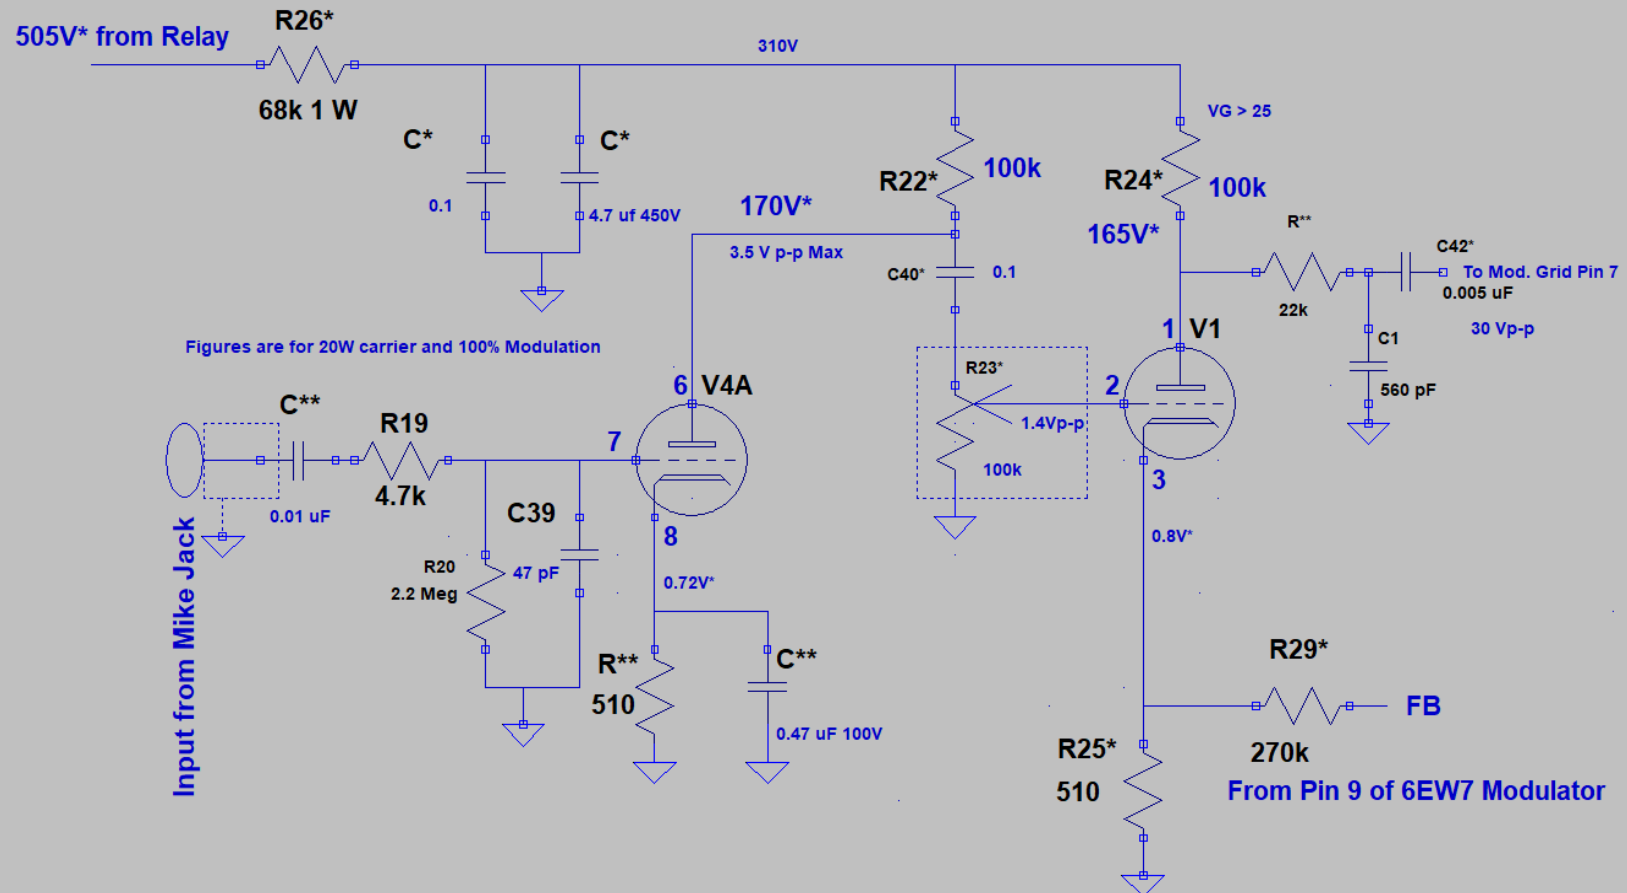 R26*
505V* from Relay
310V
68k 1 W
VG > 25
C*
C*
0.1
4.7 uf 450V
R22*
100k
R24*
100k
170V*
165V*
R**
3.5 V p-p Max
C40*
0.1
C42*
To Mod. Grid Pin 7
0.005 uF
22k
30 Vp-p
1
V1
C1
Figures are for 20W carrier and 100% Modulation
R23*
560 pF
6
V4A
2
1.4Vp-p
C**
R19
7
100k
4.7k
3
0.01 uF
C39
8
0.8V*
Input from Mike Jack
R20
47 pF
2.2 Meg
0.72V*
R**
C**
R29*
510
FB
0.47 uF 100V
R25*
270k
510
From Pin 9 of 6EW7 Modulator